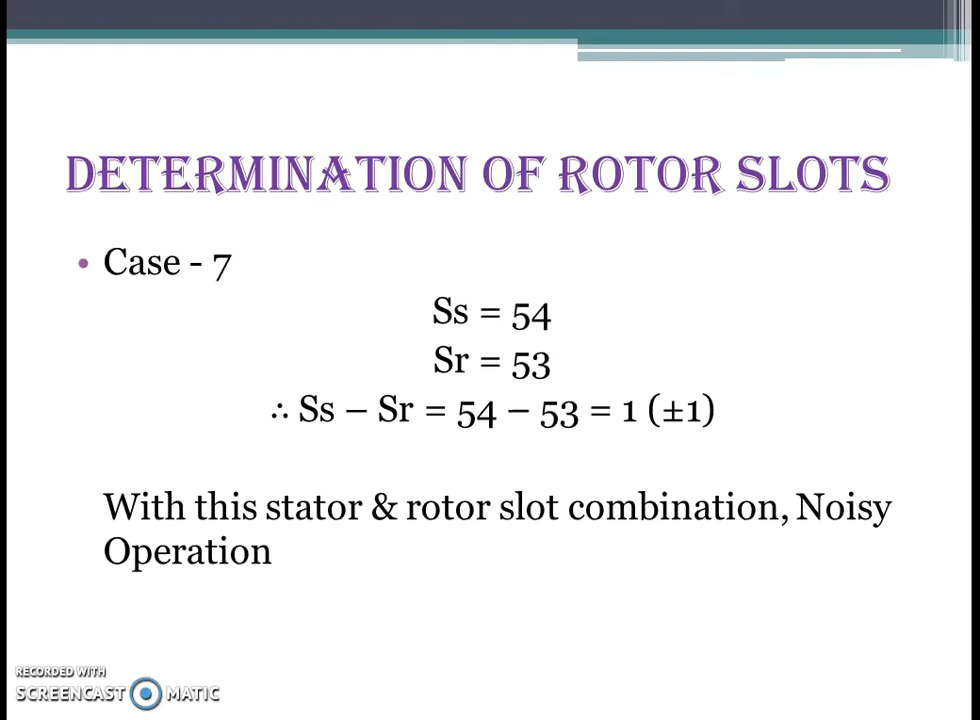 DETERMINATION OF ROTOR SLOTS
• Case - 7
Ss = 54
Sr = 53
∴ Ss – Sr = 54 – 53 = 1 (±1)
With this stator & rotor slot combination, Noisy
Operation
RECORDED WITH
SCREENCAST MATIC